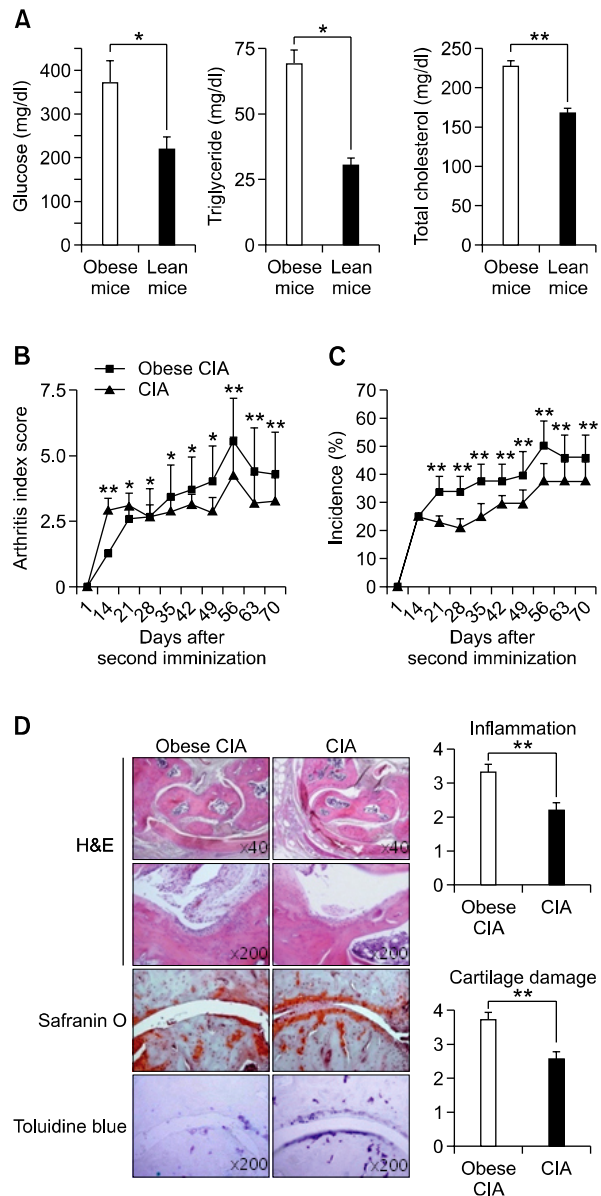 A
*
*
**
Glucose (mg/dl)
400
300
200
100
0
Obese mice
Lean mice
Triglyceride (mg/dl)
75
50
25
0
Obese mice
Lean mice
Total cholesterol (mg/dl)
250
200
150
100
50
0
Obese mice
Lean mice
B
Obese CIA
CIA
Arthritis index score
7.5
5.0
2.5
0
** * * * * * ** ** **
1 14 21 28 35 42 49 56 63 70
Days after
second imminization
C
Incidence (%)
70
60
50
40
30
20
10
0
** ** ** ** ** ** ** **
1 14 21 28 35 42 49 56 63 70
Days after
second imminization
D
Obese CIA
CIA
H&E
x40
x40
x200
x200
Safranin O
Toluidine blue
x200
x200
Inflammation
**
4
3
2
1
0
Obese CIA
CIA
Cartilage damage
**
4
3
2
1
0
Obese CIA
CIA